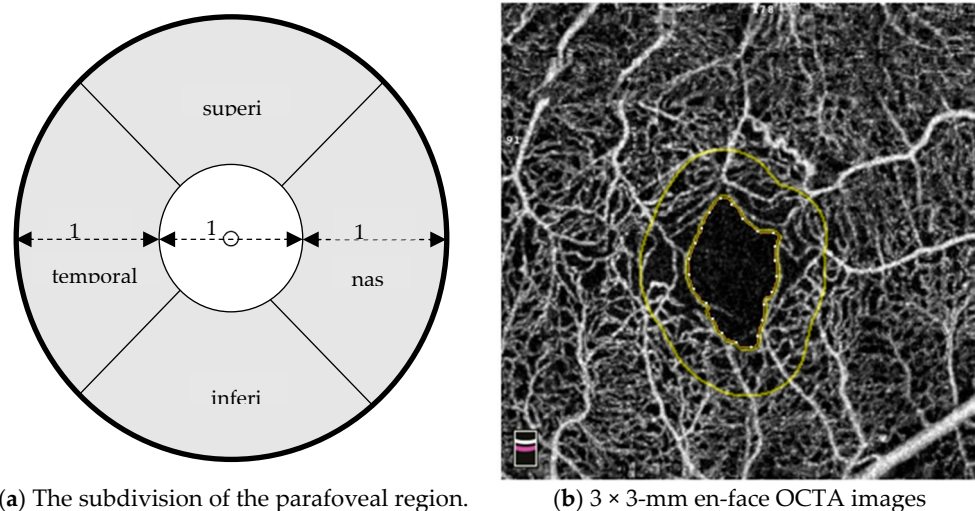 superi
1 1 1
temporal nas
inferi
91
(a) The subdivision of the parafoveal region. (b) 3 × 3-mm en-face OCTA images